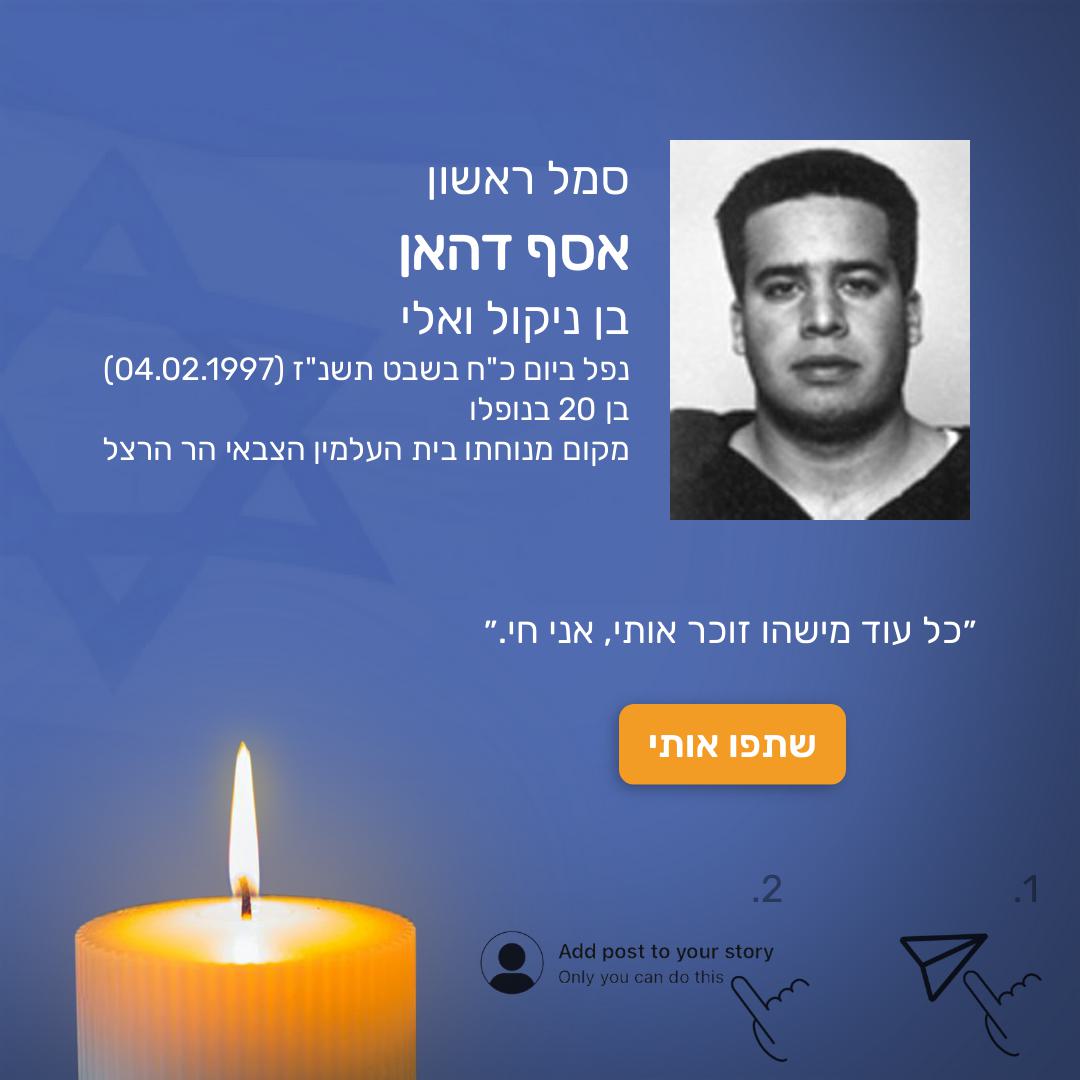 סמל ראשון
אסף דהאן
בן ניקול ואלי
נפל ביום כ"ח בשבט תשנ"ז (04.02.1997)
בן 20 בנופלו
מקום מנוחתו בית העלמין הצבאי הר הרצל
״כל עוד מישהו זוכר אותי, אני חי.״
שתפו אותי
1.
2.
Add post to your story
Only you can do this